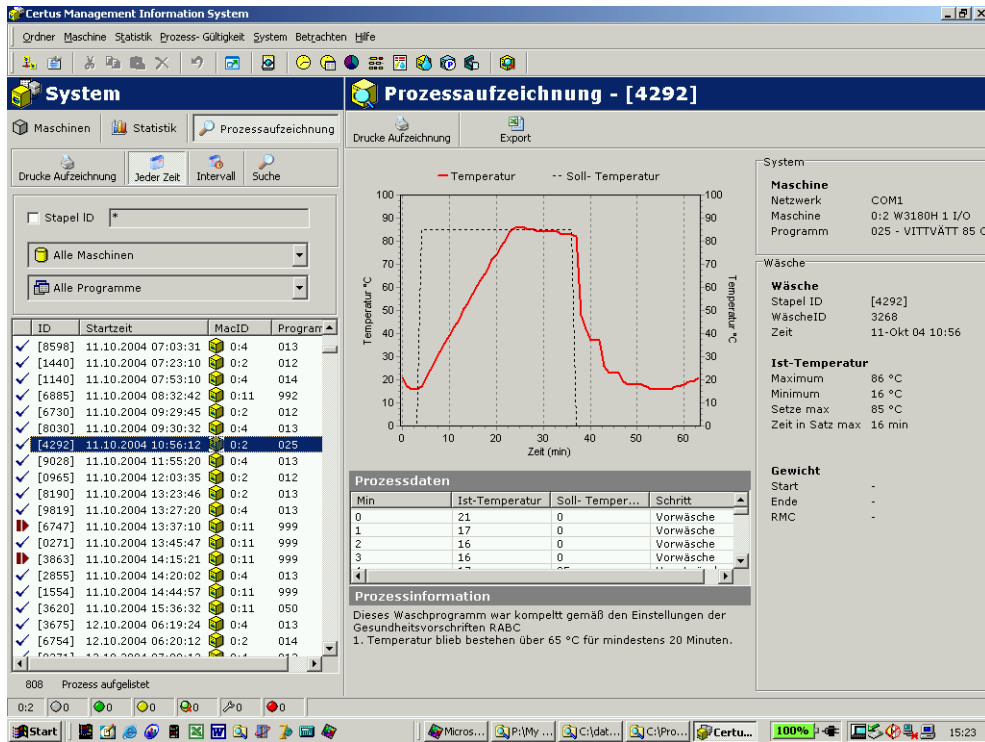 Certus Management Information System
Ordner Maschine Statistik Prozess- Gültigkeit System Betrachten Hilfe
System
Maschinen Statistik Prozessaufzeichnung
Drucke Aufzeichnung Jeder Zeit Intervall Suche
Stapel ID *
Alle Maschinen
Alle Programme
ID Startzeit MacID Program
[8598] 11.10.2004 07:03:31 0:4 013
[1440] 11.10.2004 07:23:10 0:2 012
[1140] 11.10.2004 07:53:10 0:4 014
[6885] 11.10.2004 08:32:42 0:11 992
[6730] 11.10.2004 09:29:45 0:2 012
[8030] 11.10.2004 09:30:32 0:4 013
[4292] 11.10.2004 10:56:12 0:2 025
[9028] 11.10.2004 11:55:20 0:4 013
[0965] 11.10.2004 12:03:35 0:2 012
[8190] 11.10.2004 13:23:46 0:2 013
[9819] 11.10.2004 13:27:20 0:4 013
[6747] 11.10.2004 13:37:10 0:11 999
[0271] 11.10.2004 13:45:47 0:11 999
[3863] 11.10.2004 14:15:21 0:11 999
[2855] 11.10.2004 14:20:02 0:4 013
[1554] 11.10.2004 14:44:57 0:11 999
[3620] 11.10.2004 15:36:32 0:11 050
[3675] 12.10.2004 06:19:24 0:4 013
[6754] 12.10.2004 06:20:12 0:2 014
808 Prozess aufgelistet
Prozessaufzeichnung - [4292]
Drucke Aufzeichnung Export
Temperatur -- Soll- Temperatur
100 100
90 90
80 80
70 70
60 60
50 50
40 40
30 30
20 20
10 10
0 0
Temperatur °C
Temperatur °C
0 10 20 30 40 50 60
Zeit (min)
Prozessdaten
Min Ist-Temperatur Soll- Temper... Schritt
0 21 0 Vorwäsche
1 17 0 Vorwäsche
2 16 0 Vorwäsche
3 16 0 Vorwäsche
Prozessinformation
Dieses Waschprogramm war kompeltt gemäß den Einstellungen der
Gesundheitsvorschriften RABC
1. Temperatur blieb bestehen über 65 °C für mindestens 20 Minuten.
System
Maschine
Netzwerk COM1
Maschine 0:2 W3180H 1 I/O
Programm 025 - VITTVÄTT 85 C
Wäsche
Wäsche
Stapel ID [4292]
WäscheID 3268
Zeit 11-Okt 04 10:56
Ist-Temperatur
Maximum 86 °C
Minimum 16 °C
Setze max 85 °C
Zeit in Satz max 16 min
Gewicht
Start -
Ende -
RMC -
0:2 0 0 0 0 0 0
Start Micros... P:\My ... C:\dat... C:\Pro... Certu... 100% 15:23